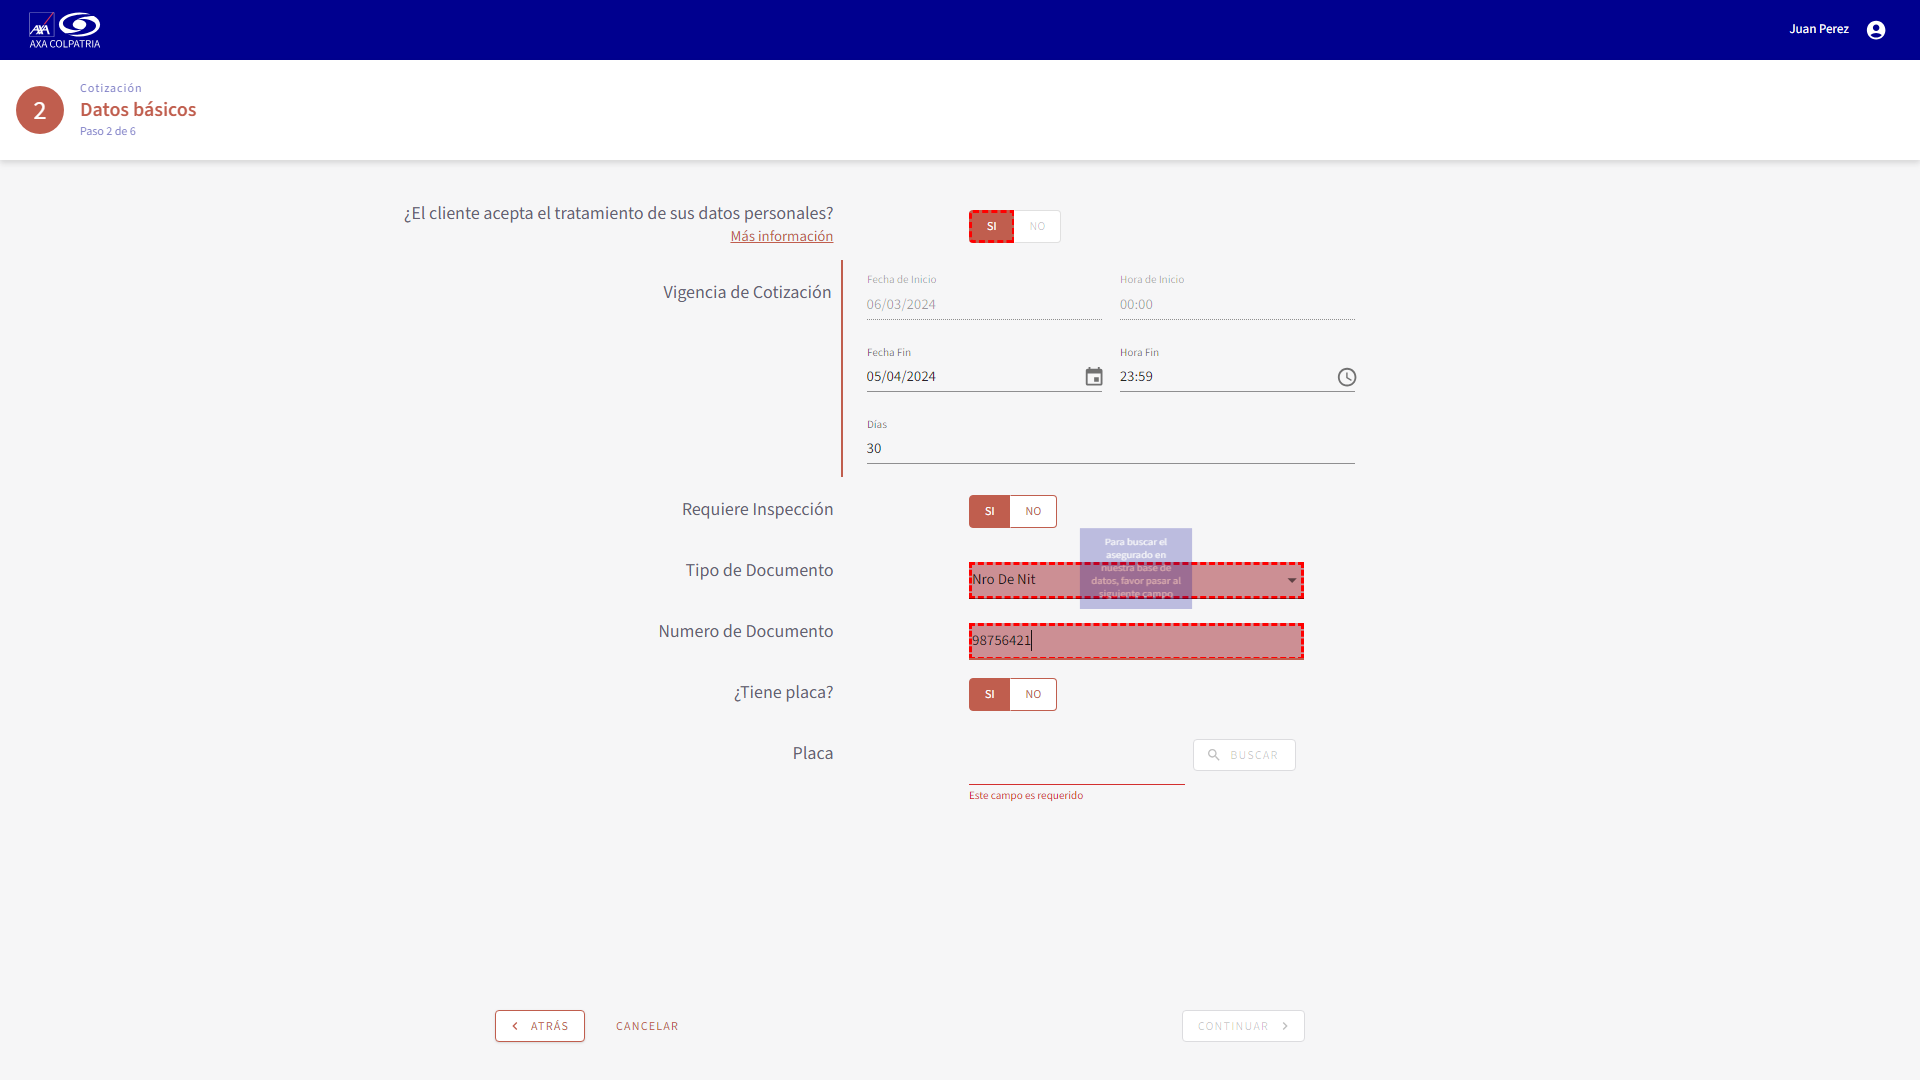 AXA
AXA COLPATRIA
Juan Perez
2
Cotización
Datos básicos
Paso 2 de 6
¿El cliente acepta el tratamiento de sus datos personales?
Más información
SI
NO
Vigencia de Cotización
Fecha de Inicio
Hora de Inicio
06/03/2024
00:00
Fecha Fin
Hora Fin
05/04/2024
23:59
Días
30
Requiere Inspección
SI
NO
Para buscar el
asegurado en
nuestra base de
datos, favor pasar al
siguiente campo
Tipo de Documento
Nro De Nit
Numero de Documento
98756421
¿Tiene placa?
SI
NO
Placa
BUSCAR
Este campo es requerido
ATRÁS
CANCELAR
CONTINUAR